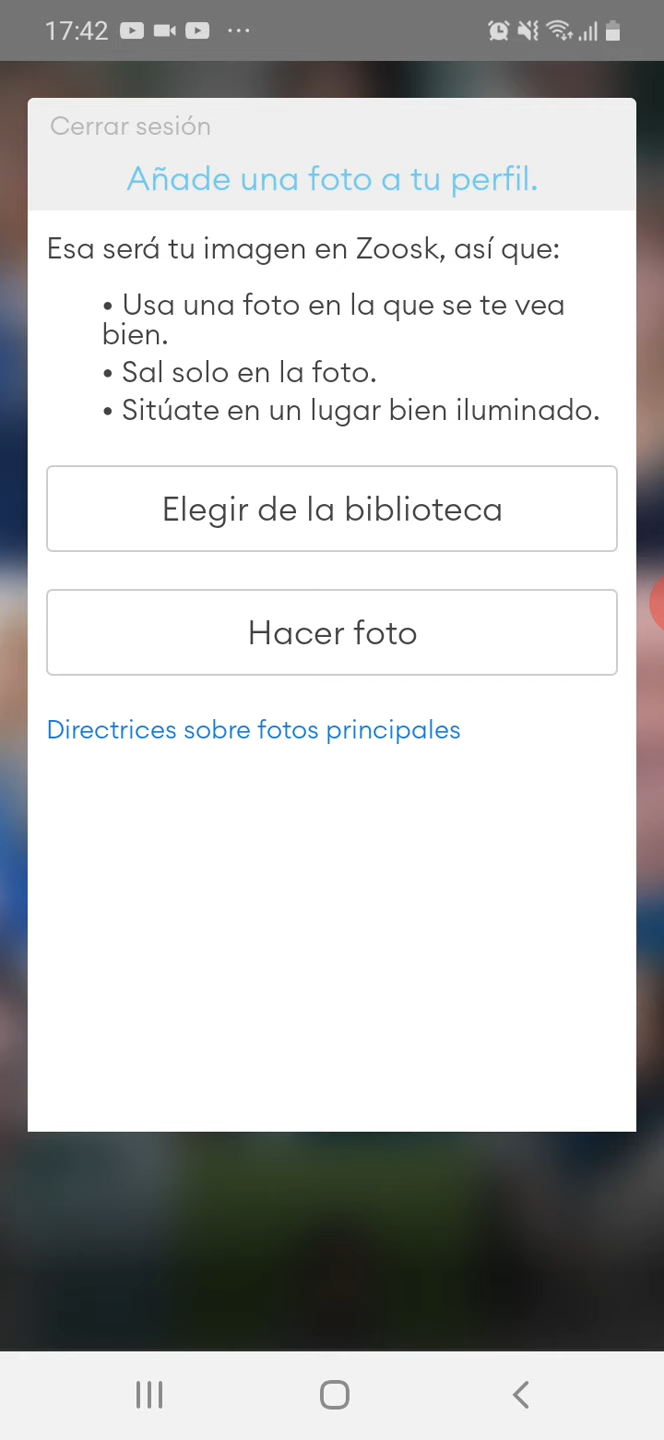 17:42
Cerrar sesión
Añade una foto a tu perfil.
Esa será tu imagen en Zoosk, así que:
• Usa una foto en la que se te vea
bien.
• Sal solo en la foto.
• Sitúate en un lugar bien iluminado.
Elegir de la biblioteca
Hacer foto
Directrices sobre fotos principales